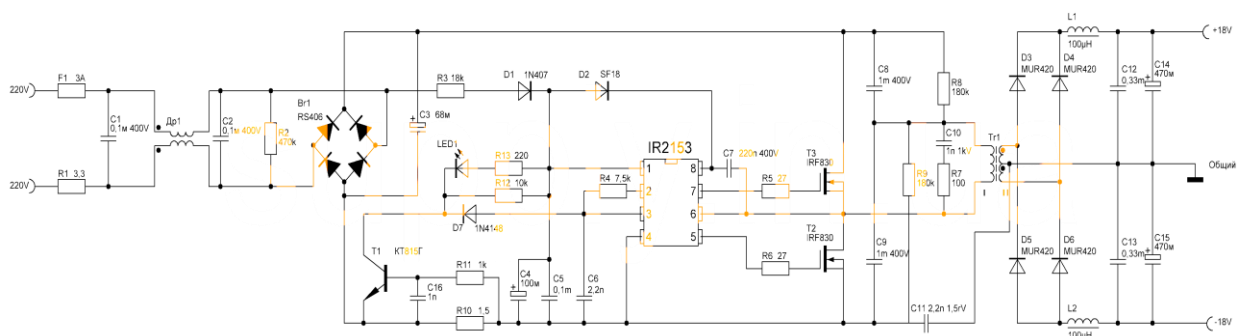 L1
+18V
100µH
F1 3A
220V
C1
0,1м 400V
Др1
C2
0,1м 400V
R2
470k
Br1
RS406
R3 18k
D1 1N407
D2 SF18
C3 68м
LED1
R13 220
R12 10k
R4 7,5k
D7 1N4148
IR2153
1
2
3
4
8
7
6
5
C7 220n 400V
R5 27
T3
IRF830
C8
1m 400V
R8
180k
C10
1n 1kV
R9
180k
R7
100
Tr1
I
II
D3
MUR420
D4
MUR420
C12
0,33m
C14
470м
Общий
R1 3,3
220V
T1 КТ815Г
R11 1k
C16
1n
R10 1,5
C4
100м
C5
0,1m
C6
2,2n
R6 27
T2
IRF830
C9
1m 400V
C11 2,2n 1,5rV
D5
MUR420
D6
MUR420
C13
0,33m
C15
470м
L2
100µH
-18V